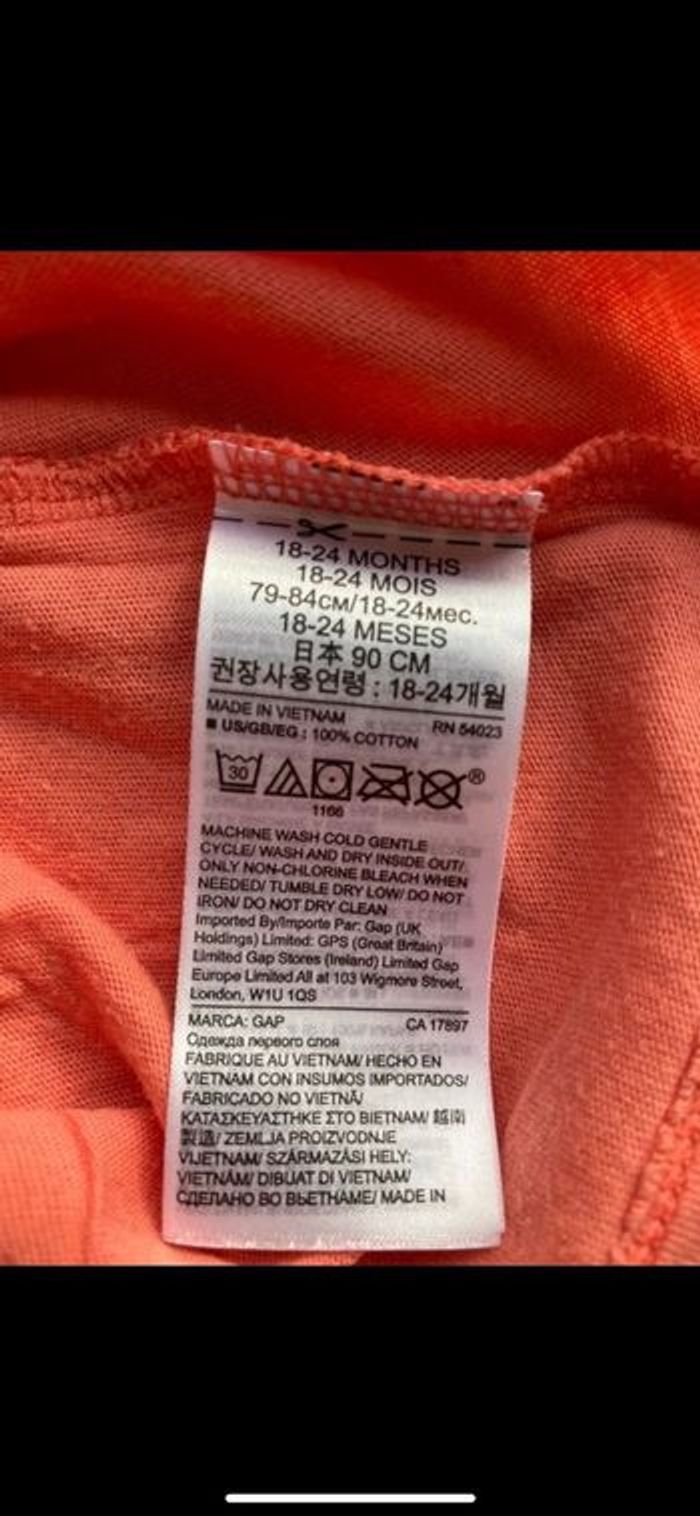 18-24 MONTHS
18-24 MOIS
79-84см/18-24мес.
18-24 MESES
日本 90 CM
권장사용연령 : 18-24개월
MADE IN VIETNAM RN 54023
■ US/GB/EG : 100% COTTON
30 ®
1166
MACHINE WASH COLD GENTLE
CYCLE/ WASH AND DRY INSIDE OUT/
ONLY NON-CHLORINE BLEACH WHEN
NEEDED/ TUMBLE DRY LOW/ DO NOT
IRON/ DO NOT DRY CLEAN
Imported By/Importe Par: Gap (UK
Holdings) Limited: GPS (Great Britain)
Limited Gap Stores (Ireland) Limited Gap
Europe Limited All at 103 Wigmore Street,
London, W1U 1QS
MARCA: GAP CA 17897
Одежда первого слоя
FABRIQUE AU VIETNAM/ HECHO EN
VIETNAM CON INSUMOS IMPORTADOS/
FABRICADO NO VIETNÃ/
ΚΑΤΑΣΚΕΥΑΣΤΗΚΕ ΣΤΟ ΒΙΕΤΝΑΜ/ 越南
製造/ ZEMLJA PROIZVODNJE
VIJETNAM/ SZÁRMAZÁSI HELY:
VIETNÁM/ DIBUAT DI VIETNAM/
СДЕЛАНО ВО ВЬЕТНАМЕ/ MADE IN